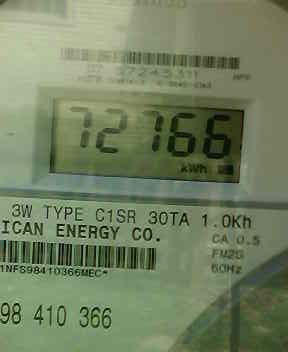 72766
kWh
3W TYPE C1SR 30TA 1.0Kh
ICAN ENERGY CO.
CA 0.5
FM2S
60Hz
1NFS98410366MEC*
98 410 366